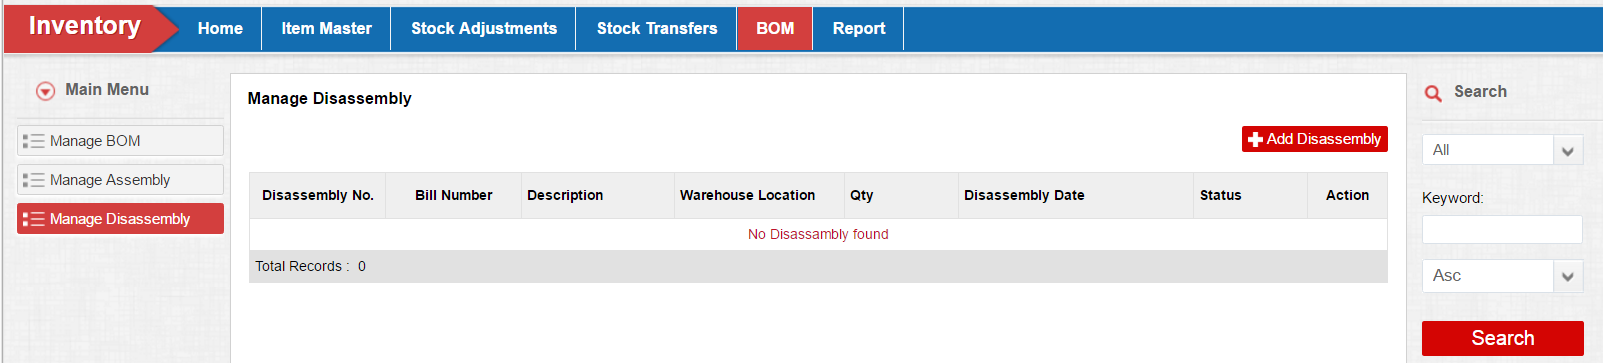 Inventory
Home Item Master Stock Adjustments Stock Transfers BOM Report
Main Menu
Manage BOM
Manage Assembly
Manage Disassembly
Manage Disassembly
Add Disassembly
Disassembly No. Bill Number Description Warehouse Location Qty Disassembly Date Status Action
No Disassambly found
Total Records : 0
Search
All
Keyword:
Asc
Search